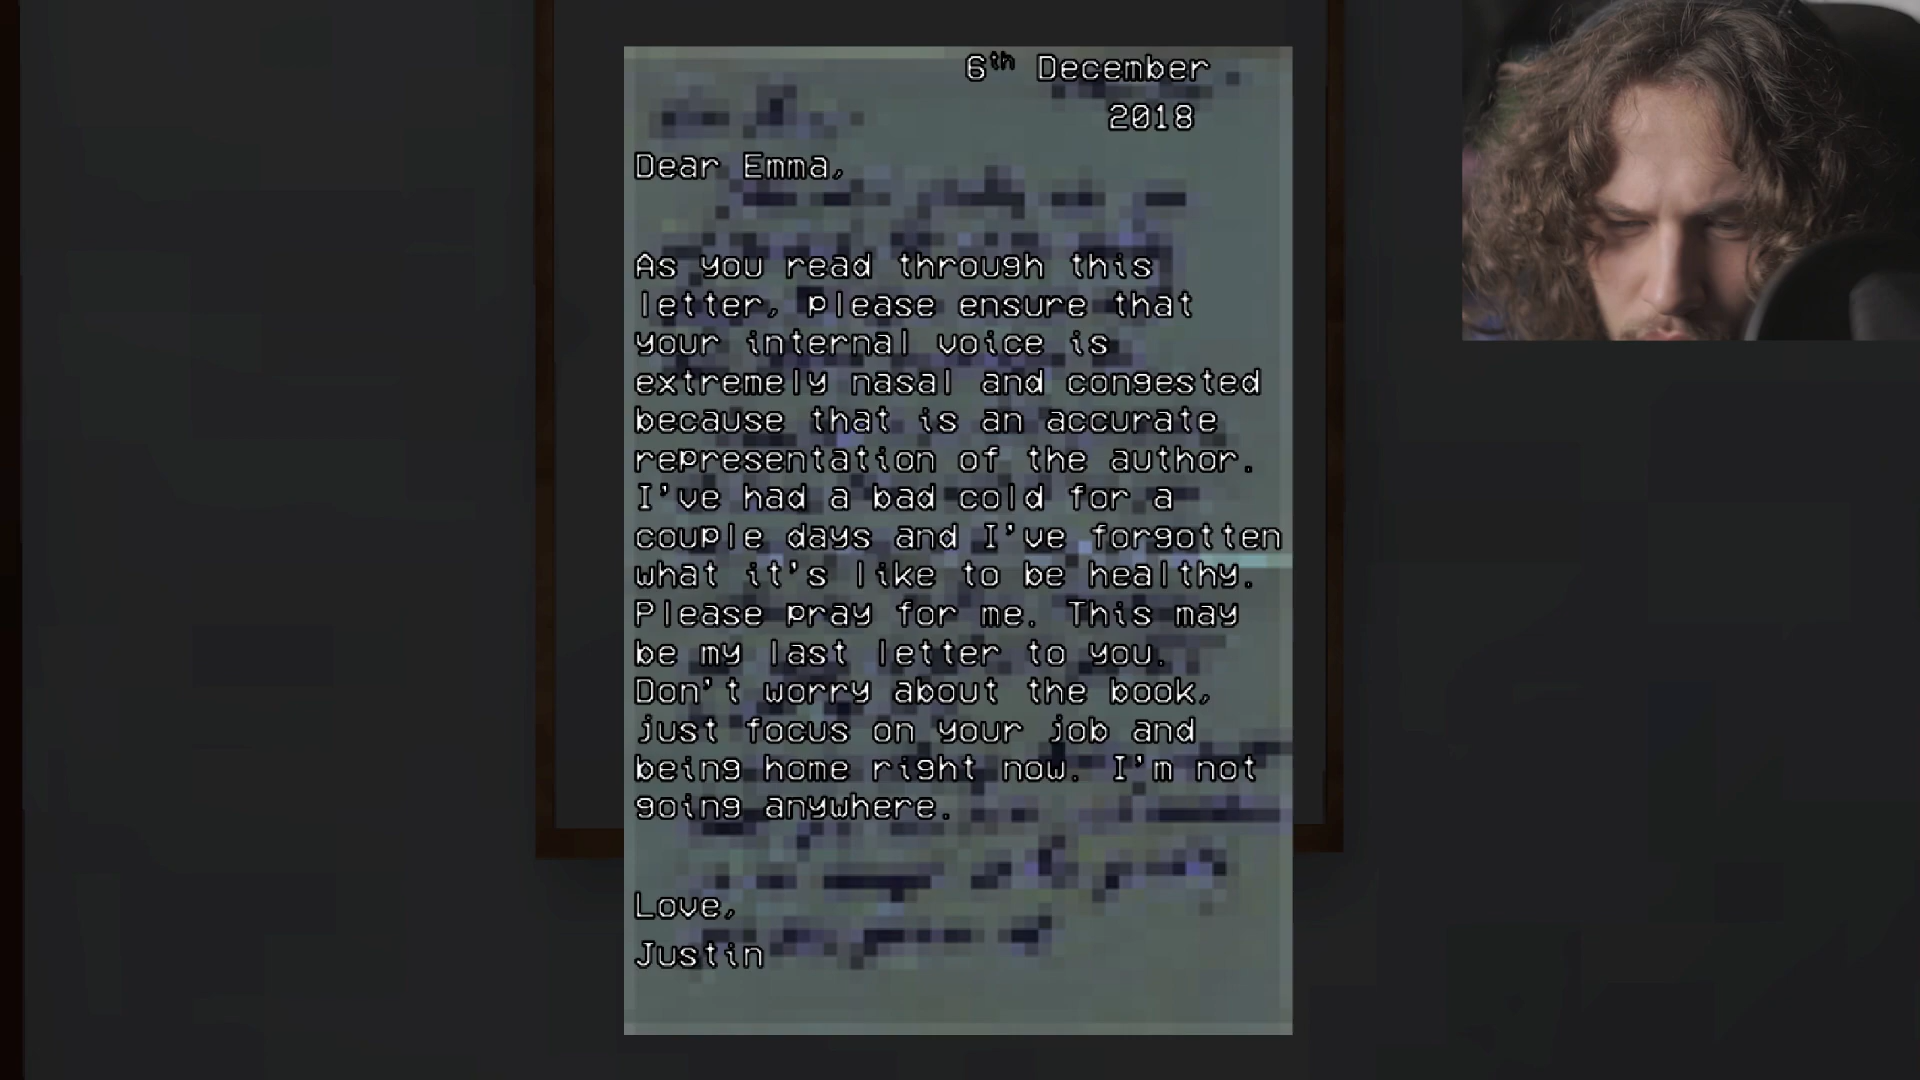 6th December
2018
Dear Emma,
As you read through this
letter, please ensure that
your internal voice is
extremely nasal and congested
because that is an accurate
representation of the author.
I've had a bad cold for a
couple days and I've forgotten
what it's like to be healthy.
Please pray for me. This may
be my last letter to you.
Don't worry about the book,
just focus on your job and
being home right now. I'm not
going anywhere.
Love,
Justin